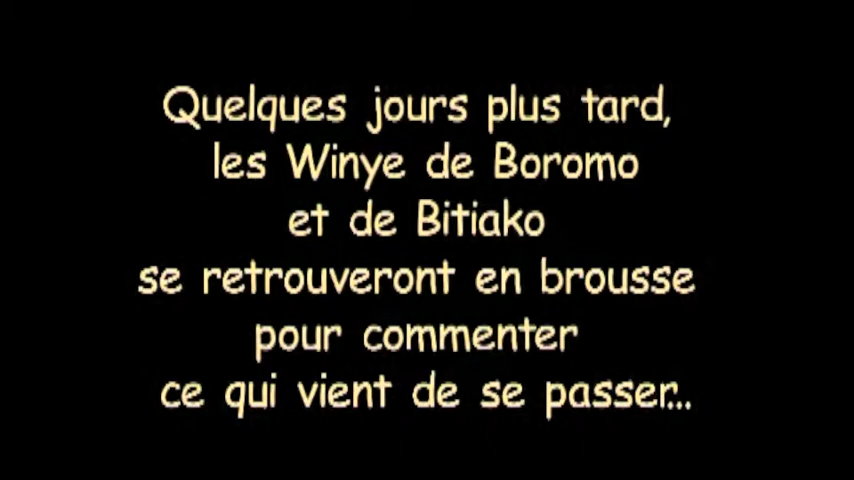 Quelques jours plus tard,
les Winye de Boromo
et de Bitiako
se retrouveront en brousse
pour commenter
ce qui vient de se passer...